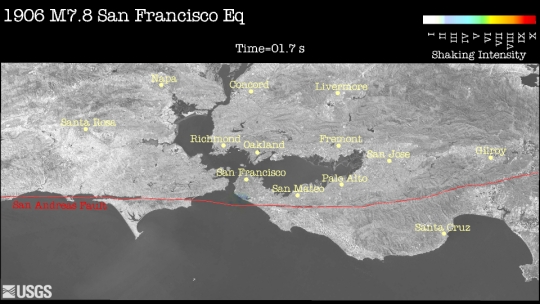 1906 M7.8 San Francisco Eq
I II III IV V VI VII VIII IX X
Shaking Intensity
Time=01.7 s
Napa
Concord
Livermore
Santa Rosa
Richmond
Oakland
Fremont
San Jose
Gilroy
San Francisco
Palo Alto
San Mateo
San Andreas Fault
Santa Cruz
USGS